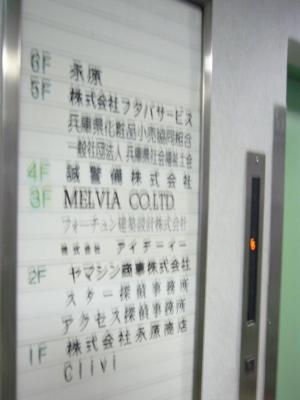 6F 永原
5F 株式会社フタバサービス
兵庫県化粧品小売協同組合
一般社団法人 兵庫県社会福祉士会
4F 誠警備株式会社
3F MELVIA CO.LTD.
フォーチュン建築設計株式会社
株式会社 アイデーイー
2F ヤマシン商事株式会社
スター探偵事務所
アクセス探偵事務所
1F 株式会社永原商店
Clivi